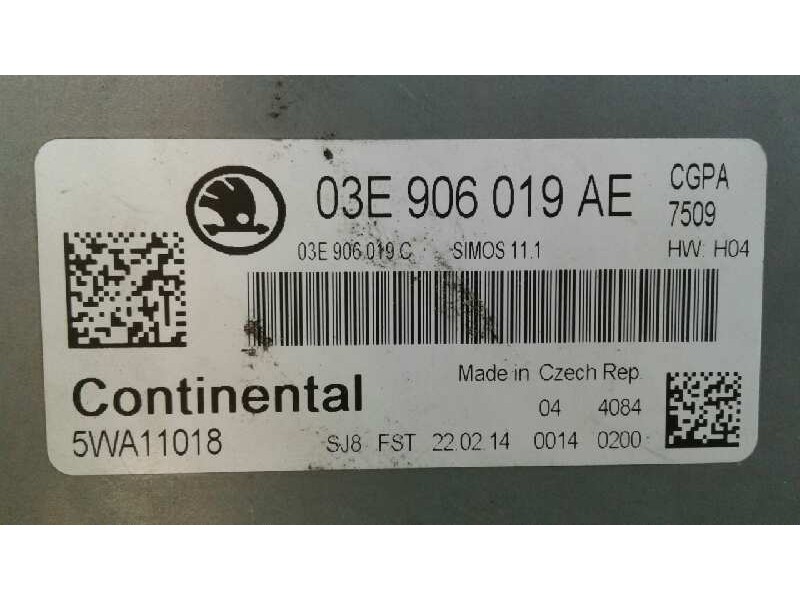 03E 906 019 AE
CGPA
7509
03E 906 019 C SIMOS 11.1 HW: H04
Continental
Made in Czech Rep.
04 4084
5WA11018 SJ8 FST 22.02.14 0014 0200